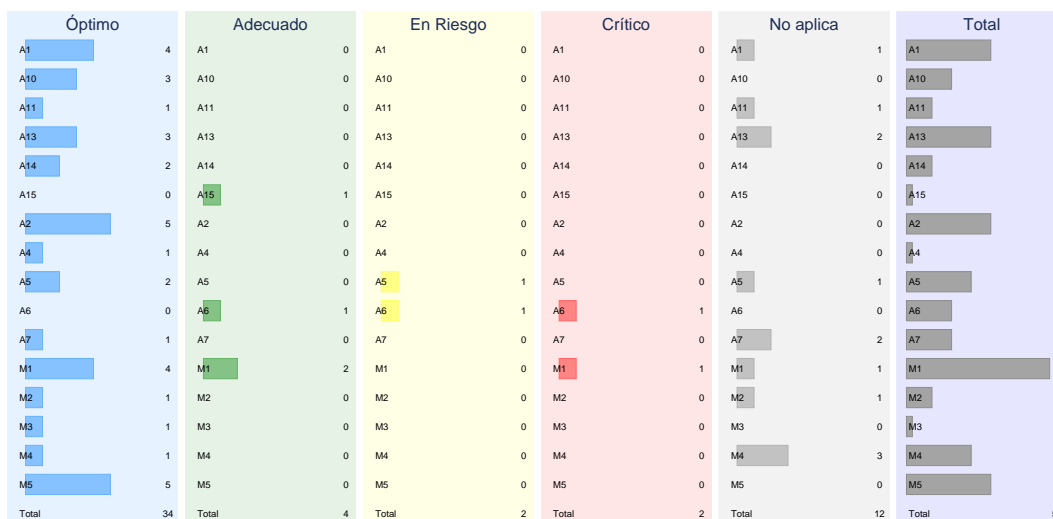 Óptimo Adecuado En Riesgo Crítico No aplica Total
A1 4 A1 0 A1 0 A1 0 A1 1 A1
A10 3 A10 0 A10 0 A10 0 A10 0 A10
A11 1 A11 0 A11 0 A11 0 A11 1 A11
A13 3 A13 0 A13 0 A13 0 A13 2 A13
A14 2 A14 0 A14 0 A14 0 A14 0 A14
A15 0 A15 1 A15 0 A15 0 A15 0 A15
A2 5 A2 0 A2 0 A2 0 A2 0 A2
A4 1 A4 0 A4 0 A4 0 A4 0 A4
A5 2 A5 0 A5 1 A5 0 A5 1 A5
A6 0 A6 1 A6 1 A6 1 A6 0 A6
A7 1 A7 0 A7 0 A7 0 A7 2 A7
M1 4 M1 2 M1 0 M1 1 M1 1 M1
M2 1 M2 0 M2 0 M2 0 M2 1 M2
M3 1 M3 0 M3 0 M3 0 M3 0 M3
M4 1 M4 0 M4 0 M4 0 M4 3 M4
M5 5 M5 0 M5 0 M5 0 M5 0 M5
Total 34 Total 4 Total 2 Total 2 Total 12 Total